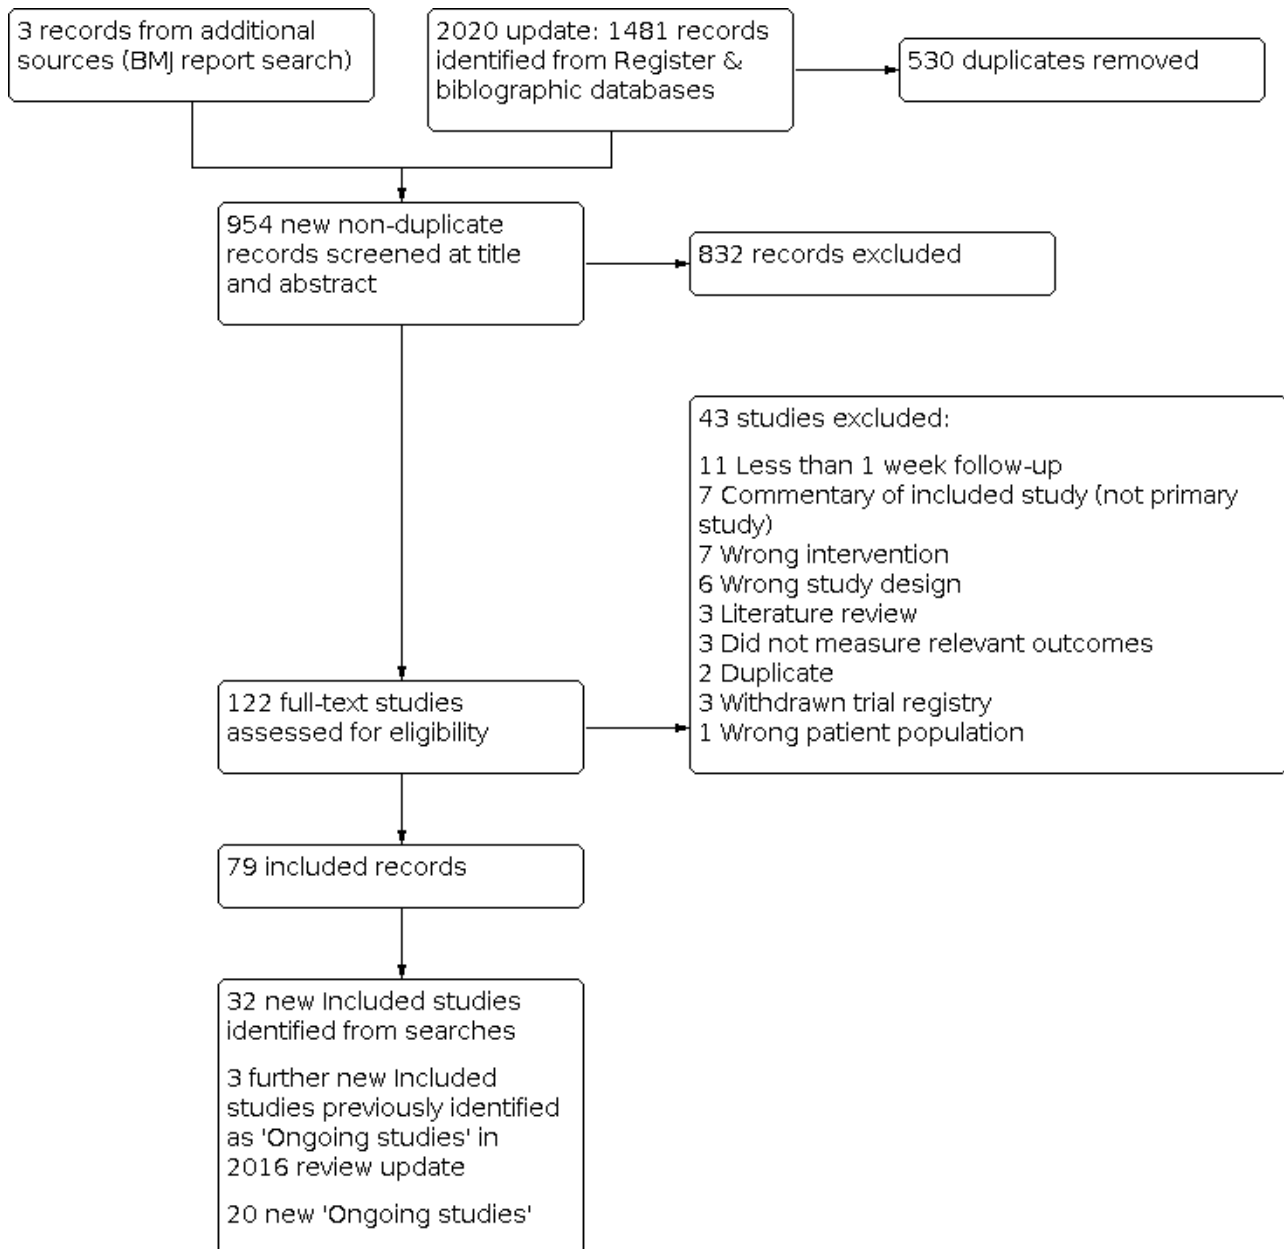 3 records from additional
sources (BMJ report search)
2020 update: 1481 records
identified from Register &
biblographic databases
530 duplicates removed
954 new non-duplicate
records screened at title
and abstract
832 records excluded
43 studies excluded:
11 Less than 1 week follow-up
7 Commentary of included study (not primary
study)
7 Wrong intervention
6 Wrong study design
3 Literature review
3 Did not measure relevant outcomes
2 Duplicate
3 Withdrawn trial registry
1 Wrong patient population
122 full-text studies
assessed for eligibility
79 included records
32 new Included studies
identified from searches
3 further new Included
studies previously identified
as 'Ongoing studies' in
2016 review update
20 new 'Ongoing studies'